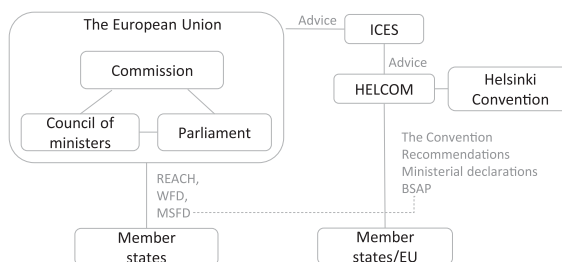 The European Union
Commission
Council of
ministers
Parliament
Advice
ICES
Advice
HELCOM
Helsinki
Convention
The Convention
Recommendations
Ministerial declarations
BSAP
REACH,
WFD,
MSFD
Member
states
Member
states/EU